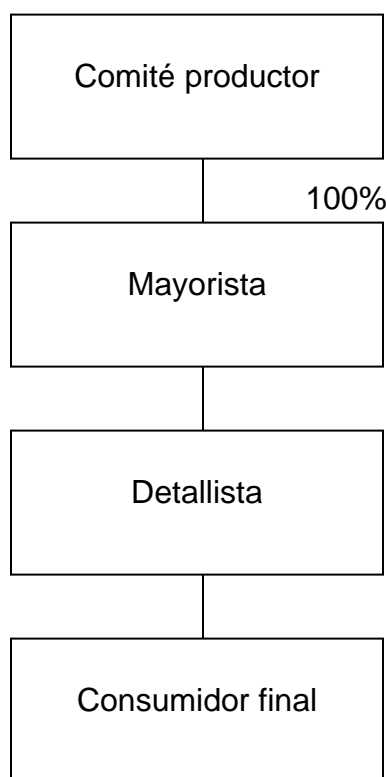 Comité productor
100%
Mayorista
Detallista
Consumidor final